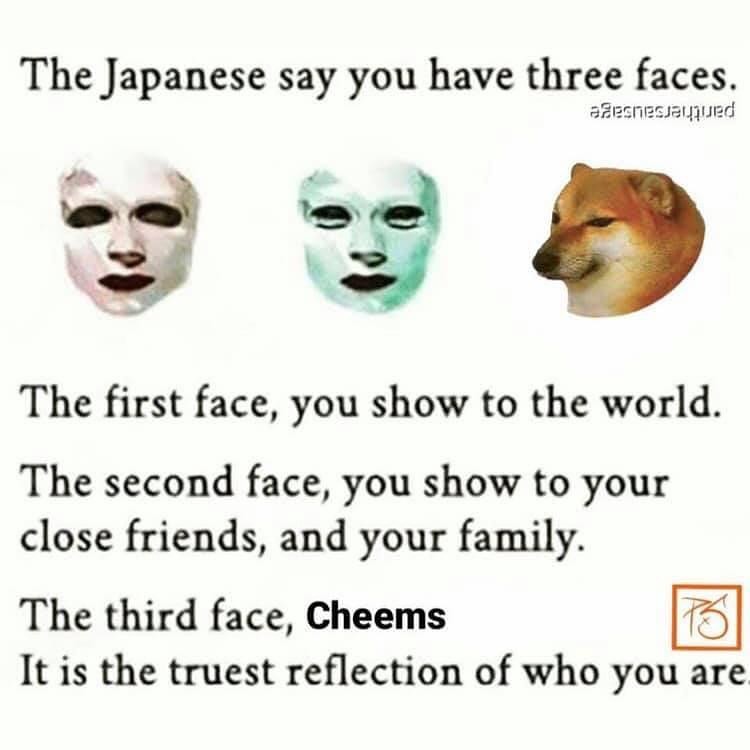 The Japanese say you have three faces.
panthersausage
The first face, you show to the world.
The second face, you show to your
close friends, and your family.
The third face, Cheems
It is the truest reflection of who you are.